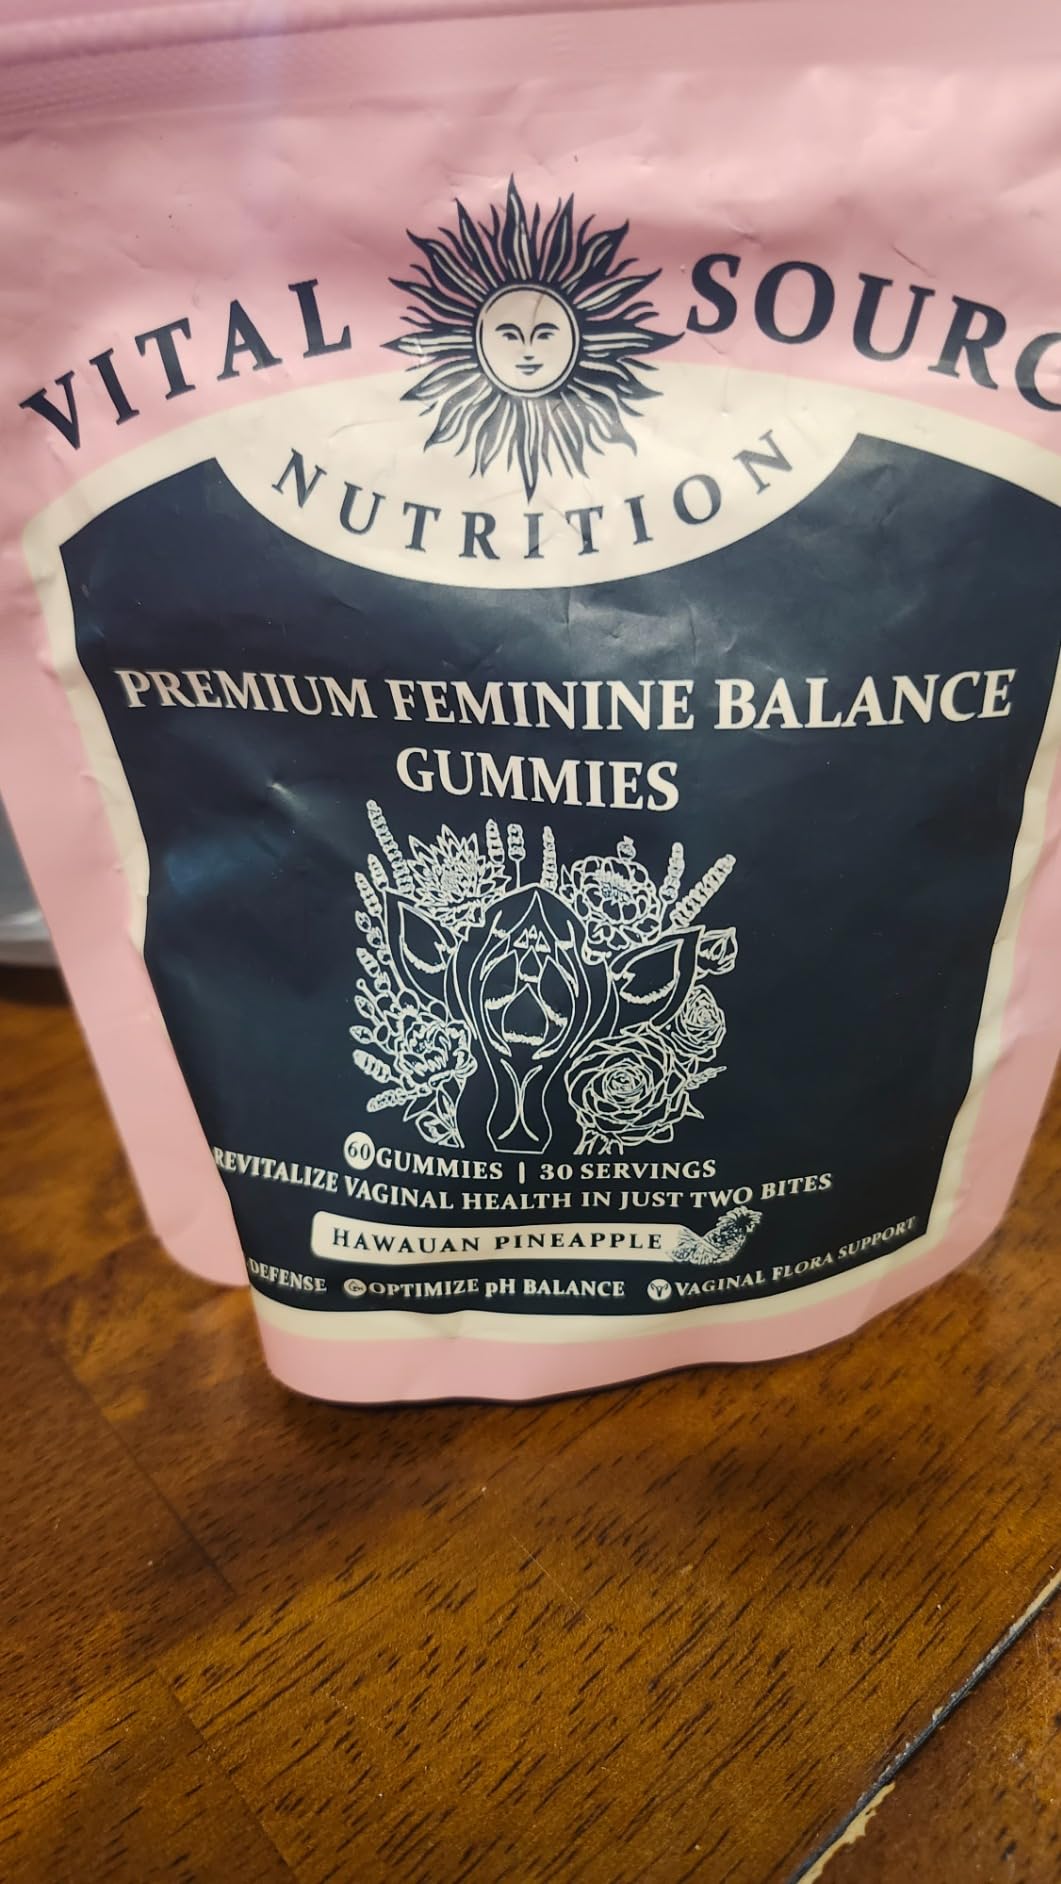 VITAL SOURC
NUTRITION
PREMIUM FEMININE BALANCE
GUMMIES
60 GUMMIES | 30 SERVINGS
REVITALIZE VAGINAL HEALTH IN JUST TWO BITES
HAWAUAN PINEAPPLE
DEFENSE OPTIMIZE pH BALANCE VAGINAL FLORA SUPPORT